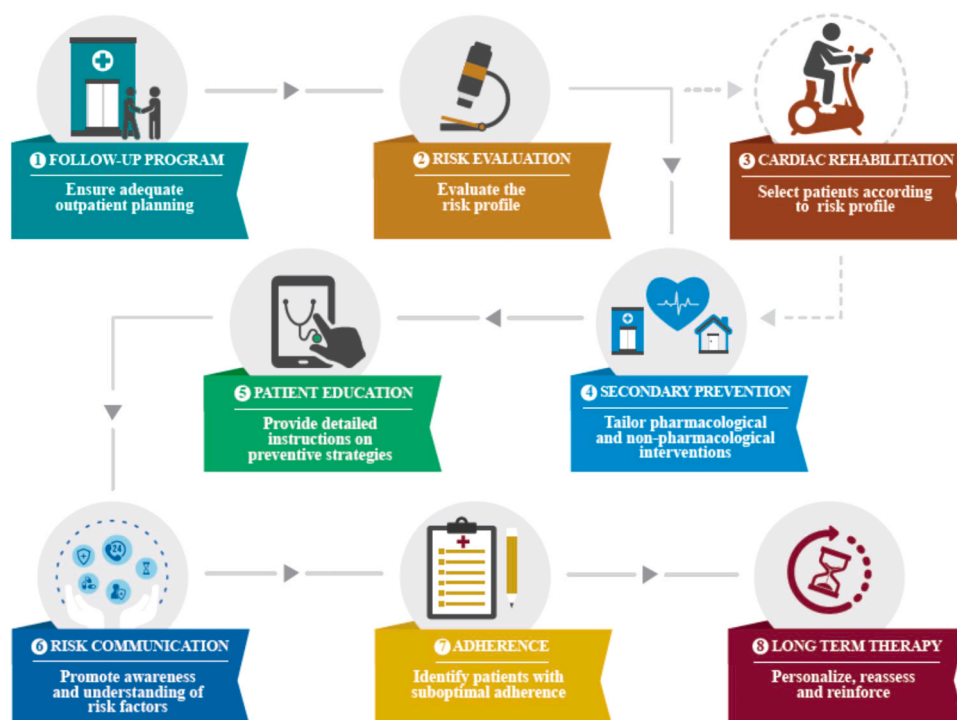 1 FOLLOW-UP PROGRAM
Ensure adequate
outpatient planning
2 RISK EVALUATION
Evaluate the
risk profile
3 CARDIAC REHABILITATION
Select patients according
to risk profile
4 SECONDARY PREVENTION
Tailor pharmacological
and non-pharmacological
interventions
5 PATIENT EDUCATION
Provide detailed
instructions on
preventive strategies
24
6 RISK COMMUNICATION
Promote awareness
and understanding of
risk factors
7 ADHERENCE
Identify patients with
suboptimal adherence
8 LONG TERM THERAPY
Personalize, reassess
and reinforce